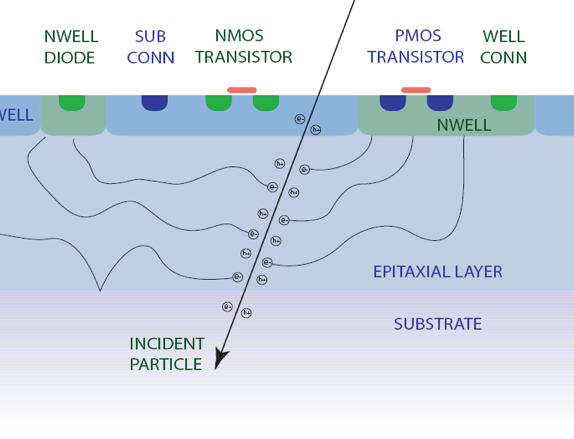 NWELL
DIODE
SUB
CONN
NMOS
TRANSISTOR
PMOS
TRANSISTOR
WELL
CONN
WELL
NWELL
e-
h+
h+
e-
e-
h+
h+
e-
e-
h+
h+
e-
e-
h+
e-
h+
EPITAXIAL LAYER
SUBSTRATE
INCIDENT
PARTICLE